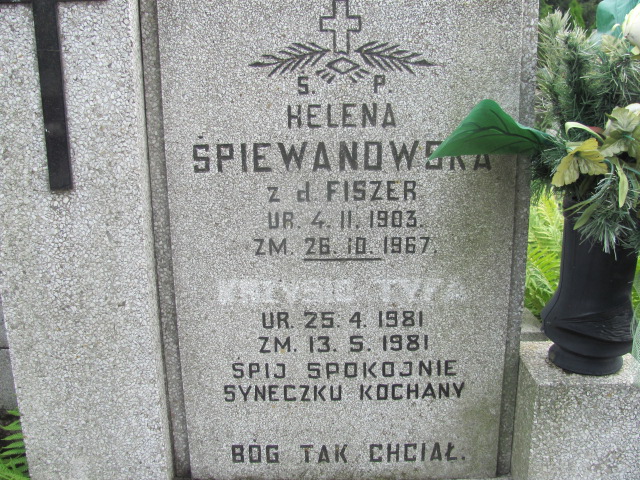 Ś. P.
HELENA
ŚPIEWANOWSKA
z d FISZER
UR. 4. 11. 1903.
ZM. 26. 10. 1967.
KRZYSIO
UR. 25. 4. 1981
ZM. 13. 5. 1981
ŚPIJ SPOKOJNIE
SYNECZKU KOCHANY
BÓG TAK CHCIAŁ.